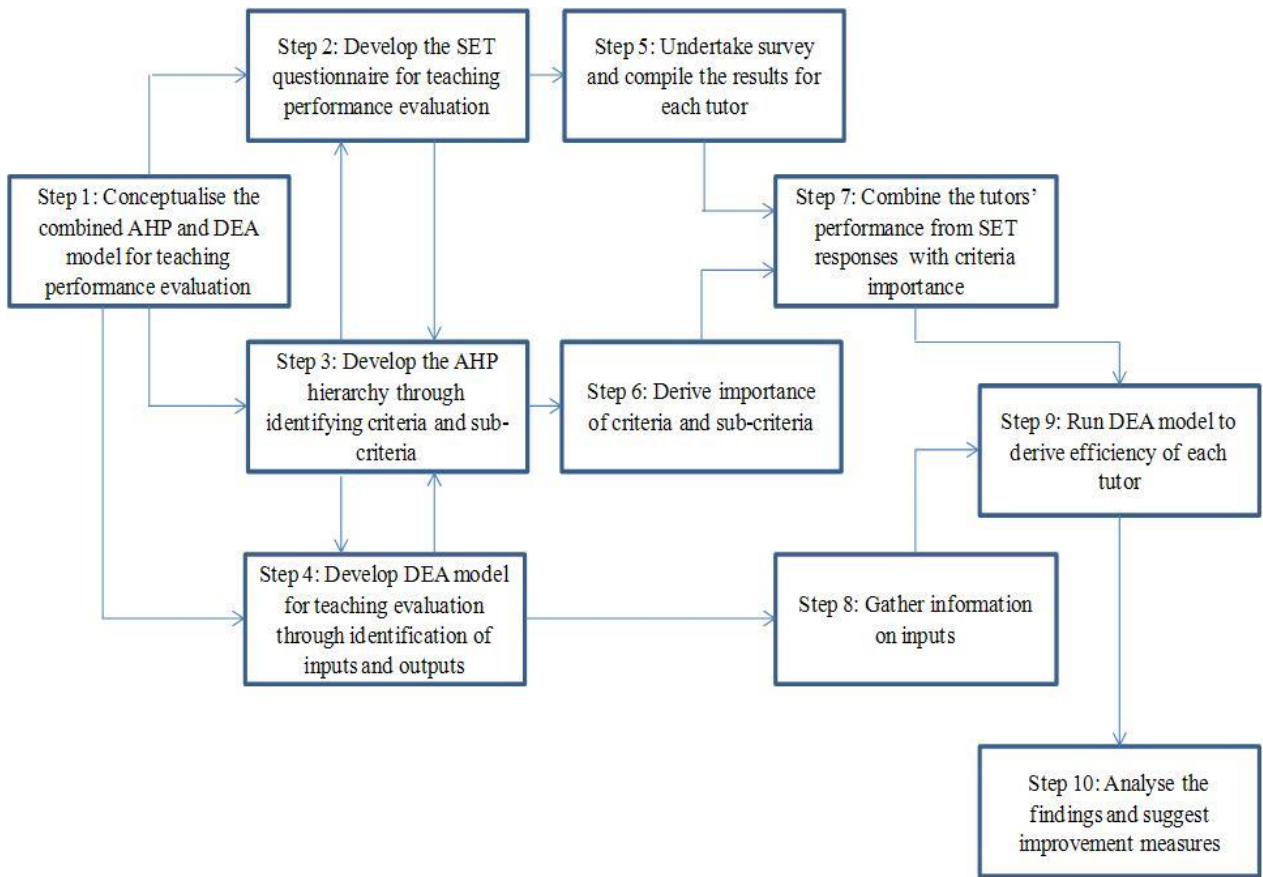 Step 1: Conceptualise the
combined AHP and DEA
model for teaching
performance evaluation
Step 2: Develop the SET
questionnaire for teaching
performance evaluation
Step 3: Develop the AHP
hierarchy through
identifying criteria and sub-
criteria
Step 4: Develop DEA model
for teaching evaluation
through identification of
inputs and outputs
Step 5: Undertake survey
and compile the results for
each tutor
Step 6: Derive importance
of criteria and sub-criteria
Step 7: Combine the tutors’
performance from SET
responses with criteria
importance
Step 8: Gather information
on inputs
Step 9: Run DEA model to
derive efficiency of each
tutor
Step 10: Analyse the
findings and suggest
improvement measures